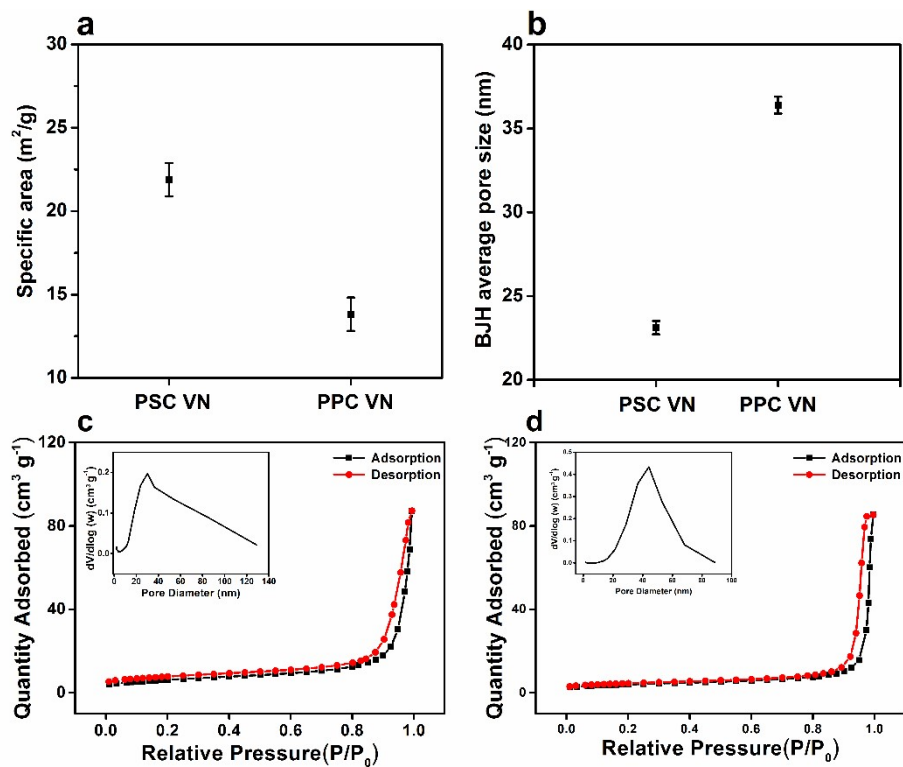 a
Specific area (m²/g)
30
25
20
15
10
PSC VN
PPC VN
b
BJH average pore size (nm)
40
35
30
25
20
PSC VN
PPC VN
c
Quantity Adsorbed (cm³ g⁻¹)
120
80
40
0
0.0 0.2 0.4 0.6 0.8 1.0
Relative Pressure(P/P₀)
Adsorption
Desorption
dV/dlog (w) (cm³ g⁻¹)
0.2
0.1
0.0
0 20 40 60 80 100 120 140
Pore Diameter (nm)
d
Quantity Adsorbed (cm³ g⁻¹)
120
80
40
0
0.0 0.2 0.4 0.6 0.8 1.0
Relative Pressure(P/P₀)
Adsorption
Desorption
dV/dlog (w) (cm³ g⁻¹)
0.5
0.4
0.3
0.2
0.1
0.0
0 20 40 60 80 100
Pore Diameter (nm)